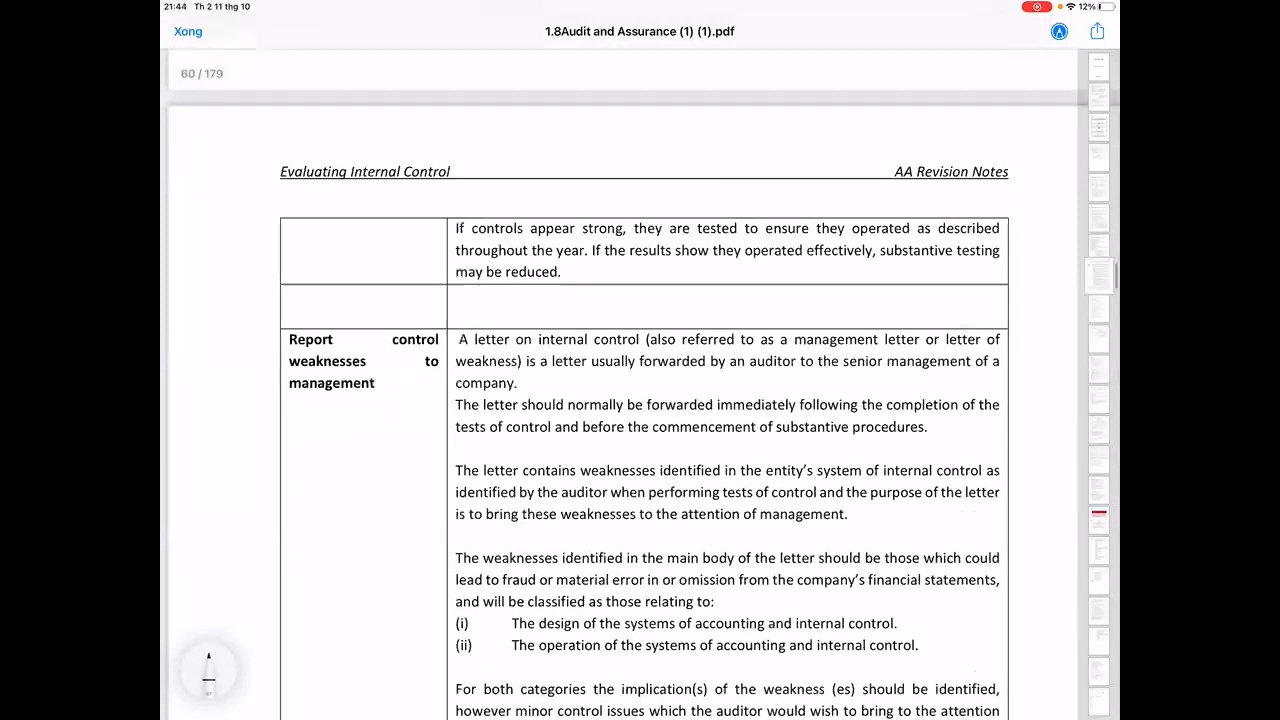 21:44 Th 2 11 thg 10
12%
Xong
1.8Audit and Assurance (1) (1).pdf
60 / 179
Evaluating Internal Control
AA Revision Notes
If controls appear strong, they are tested to ensure they operated as described
throughout the year. If the results show they operated effectively, substantive testing
may be reduced.
Report control
weaknesses to
management
A letter on internal control (also referred to as a management letter or letter of
weakness) is a letter usually forwarded by an auditor to the senior management of a
company.
The letter should normally be forwarded immediately following the completion of the
tests of control and before the commencement of substantive procedures.
The letter contains weaknesses identified in the entity's system of internal control as
identified by the auditor when performing tests of control and the purpose of the letter
is to bring these weaknesses to the attention of management.
The weaknesses identified in the main body of the letter should be those which could
lead to fraud or material error in or omission from the company's financial statements,
and will be classified as those relating to:
(i) The design of the systems of accounting and internal control.
(ii) The operation of the systems of accounting and internal control.
For both categories the implication(s) of the weakness (es) should be identified,
however minor control issues which the auditor would wish to bring to the attention